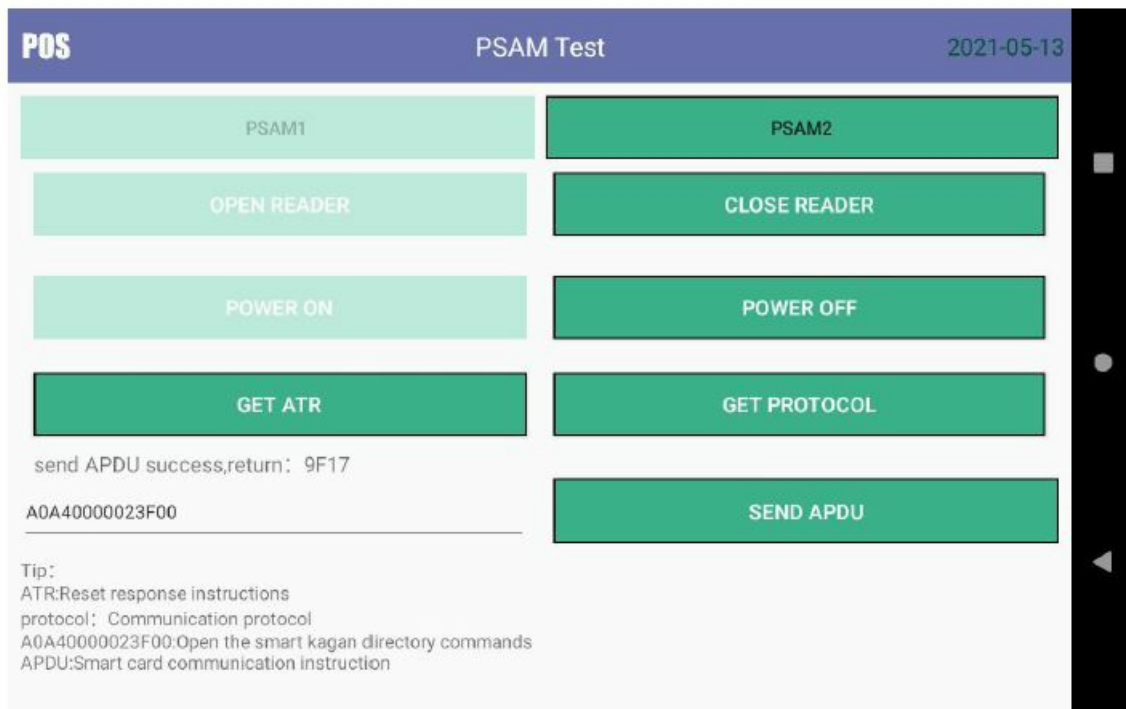 POS PSAM Test 2021-05-13
PSAM1 PSAM2
OPEN READER CLOSE READER
POWER ON POWER OFF
GET ATR GET PROTOCOL
send APDU success,return：9F17
A0A40000023F00 SEND APDU
Tip：
ATR:Reset response instructions
protocol：Communication protocol
A0A40000023F00:Open the smart kagan directory commands
APDU:Smart card communication instruction